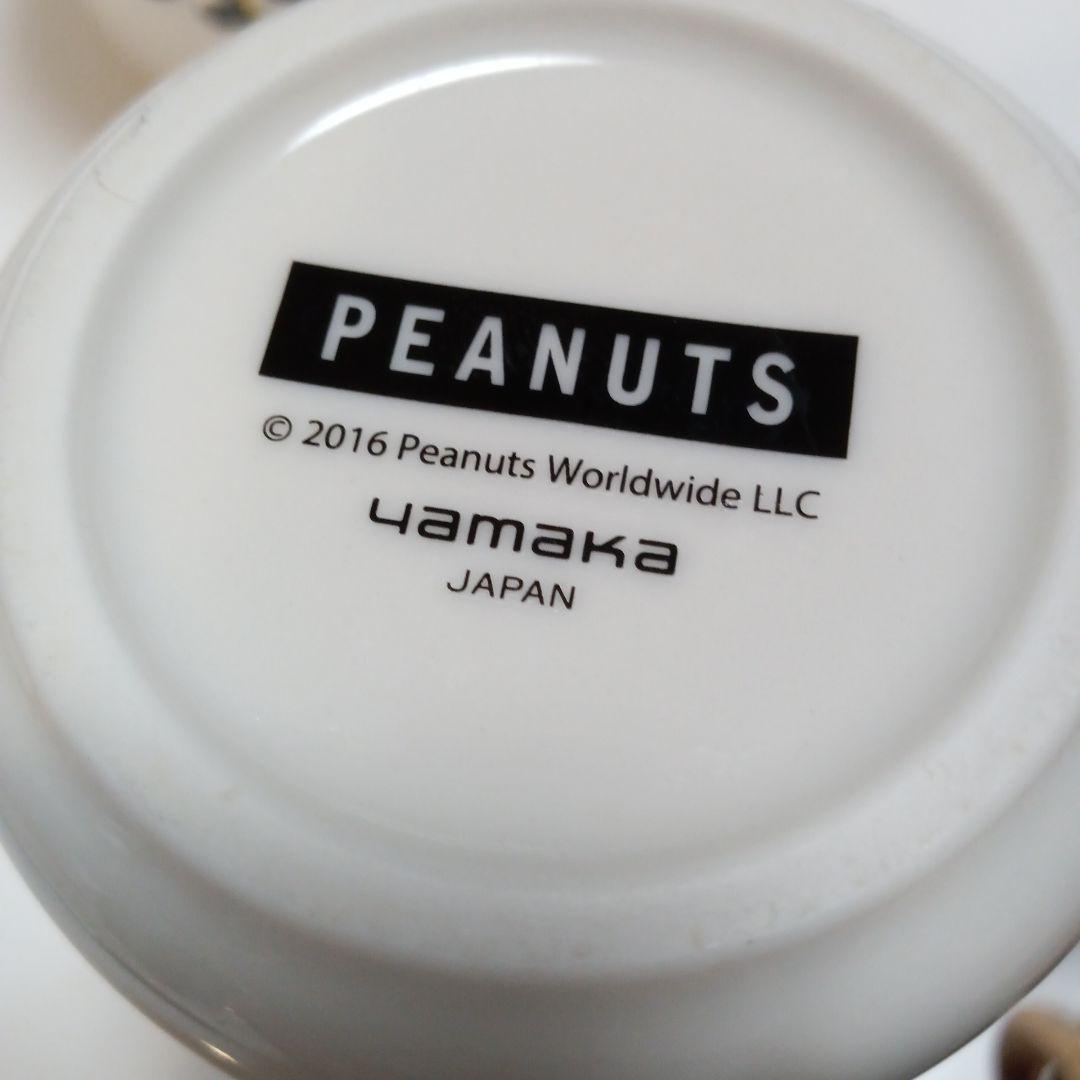 PEANUTS
© 2016 Peanuts Worldwide LLC
yamaka
JAPAN